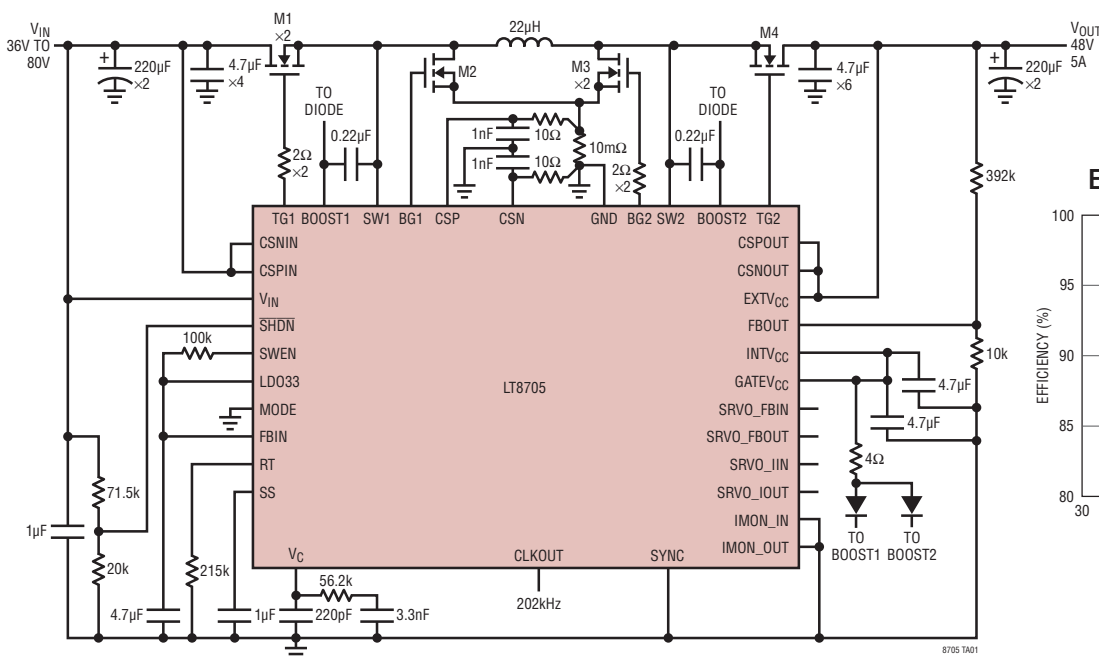 VIN
36V TO
80V
220µF
×2
4.7µF
×4
M1
×2
2Ω
×2
TO
DIODE
0.22µF
M2
22µH
M3
×2
1nF
10Ω
1nF
10Ω
10mΩ
2Ω
×2
TO
DIODE
0.22µF
M4
4.7µF
×6
220µF
×2
VOUT
48V
5A
392k
TG1 BOOST1 SW1 BG1 CSP CSN GND BG2 SW2 BOOST2 TG2
CSNIN
CSPIN
VIN
SHDN
SWEN
LDO33
MODE
FBIN
RT
SS
VC
CLKOUT
SYNC
LT8705
CSPOUT
CSNOUT
EXTVCC
FBOUT
INTVCC
GATEVCC
SRVO_FBIN
SRVO_FBOUT
SRVO_IIN
SRVO_IOUT
IMON_IN
IMON_OUT
100k
71.5k
1µF
20k
4.7µF
215k
1µF
220pF
56.2k
3.3nF
202kHz
10k
4.7µF
4.7µF
4Ω
TO
BOOST1
TO
BOOST2
8705 TA01
E
EFFICIENCY (%)
100
95
90
85
80
30